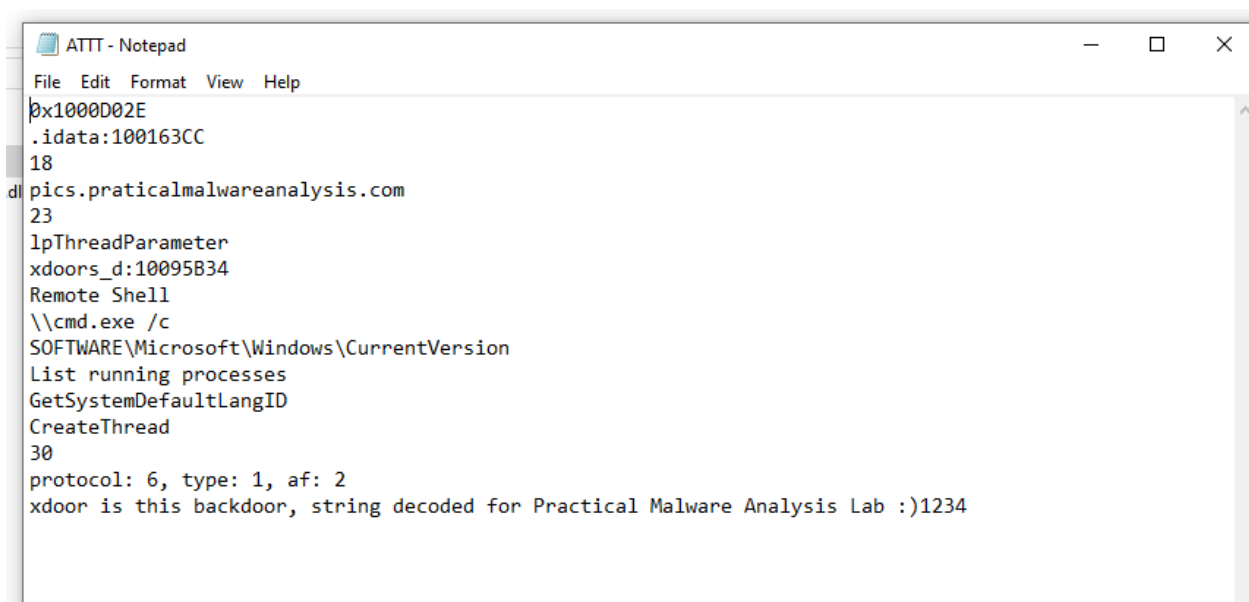 ATTT - Notepad
File Edit Format View Help
0x1000D02E
.idata:100163CC
18
pics.praticalmalwareanalysis.com
23
lpThreadParameter
xdoors_d:10095B34
Remote Shell
\\cmd.exe /c
SOFTWARE\Microsoft\Windows\CurrentVersion
List running processes
GetSystemDefaultLangID
CreateThread
30
protocol: 6, type: 1, af: 2
xdoor is this backdoor, string decoded for Practical Malware Analysis Lab :)1234